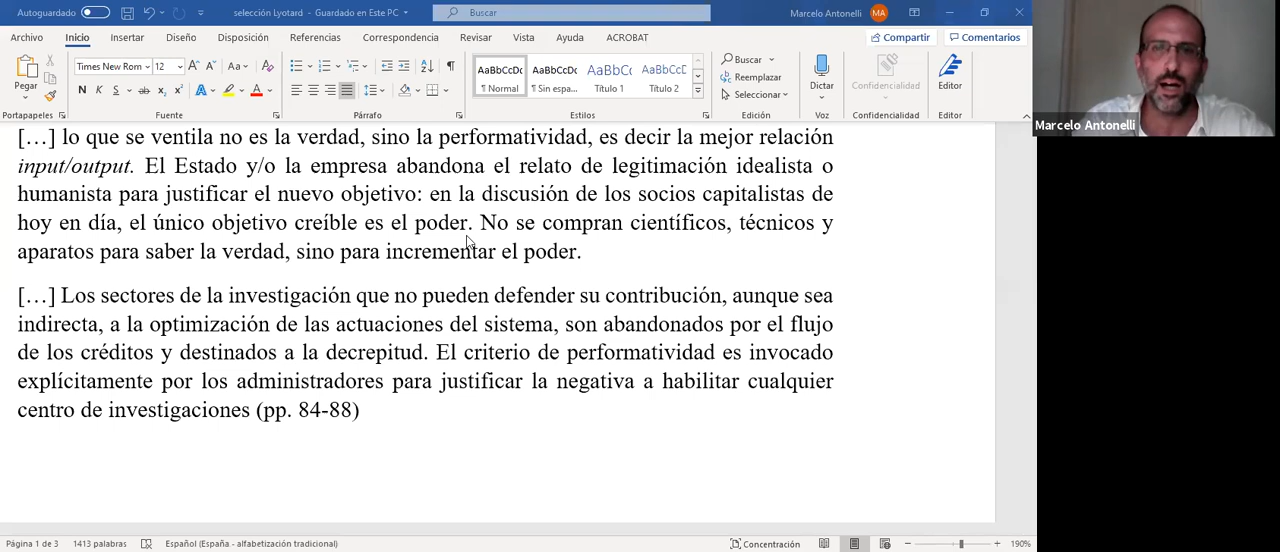 Autoguardado
selección Lyotard - Guardado en Este PC
Buscar
Marcelo Antonelli
MA
Archivo Inicio Insertar Diseño Disposición Referencias Correspondencia Revisar Vista Ayuda ACROBAT
Compartir
Comentarios
Pegar
Times New Rom
12
A A Aa A
N K S ab x₂ x² A A
AaBbCcDc
¶ Normal
AaBbCcDc
¶ Sin espa...
AaBbCc
Título 1
AaBbCcD
Título 2
Buscar
Reemplazar
Seleccionar
Dictar
Confidencialidad
Editor
Portapapeles
Fuente
Párrafo
Estilos
Edición
Voz
Confidencialidad
Editor
[…] lo que se ventila no es la verdad, sino la performatividad, es decir la mejor relación
input/output. El Estado y/o la empresa abandona el relato de legitimación idealista o
humanista para justificar el nuevo objetivo: en la discusión de los socios capitalistas de
hoy en día, el único objetivo creíble es el poder. No se compran científicos, técnicos y
aparatos para saber la verdad, sino para incrementar el poder.
[…] Los sectores de la investigación que no pueden defender su contribución, aunque sea
indirecta, a la optimización de las actuaciones del sistema, son abandonados por el flujo
de los créditos y destinados a la decrepitud. El criterio de performatividad es invocado
explícitamente por los administradores para justificar la negativa a habilitar cualquier
centro de investigaciones (pp. 84-88)
Marcelo Antonelli
Página 1 de 3
1413 palabras
Español (España - alfabetización tradicional)
Concentración
190%